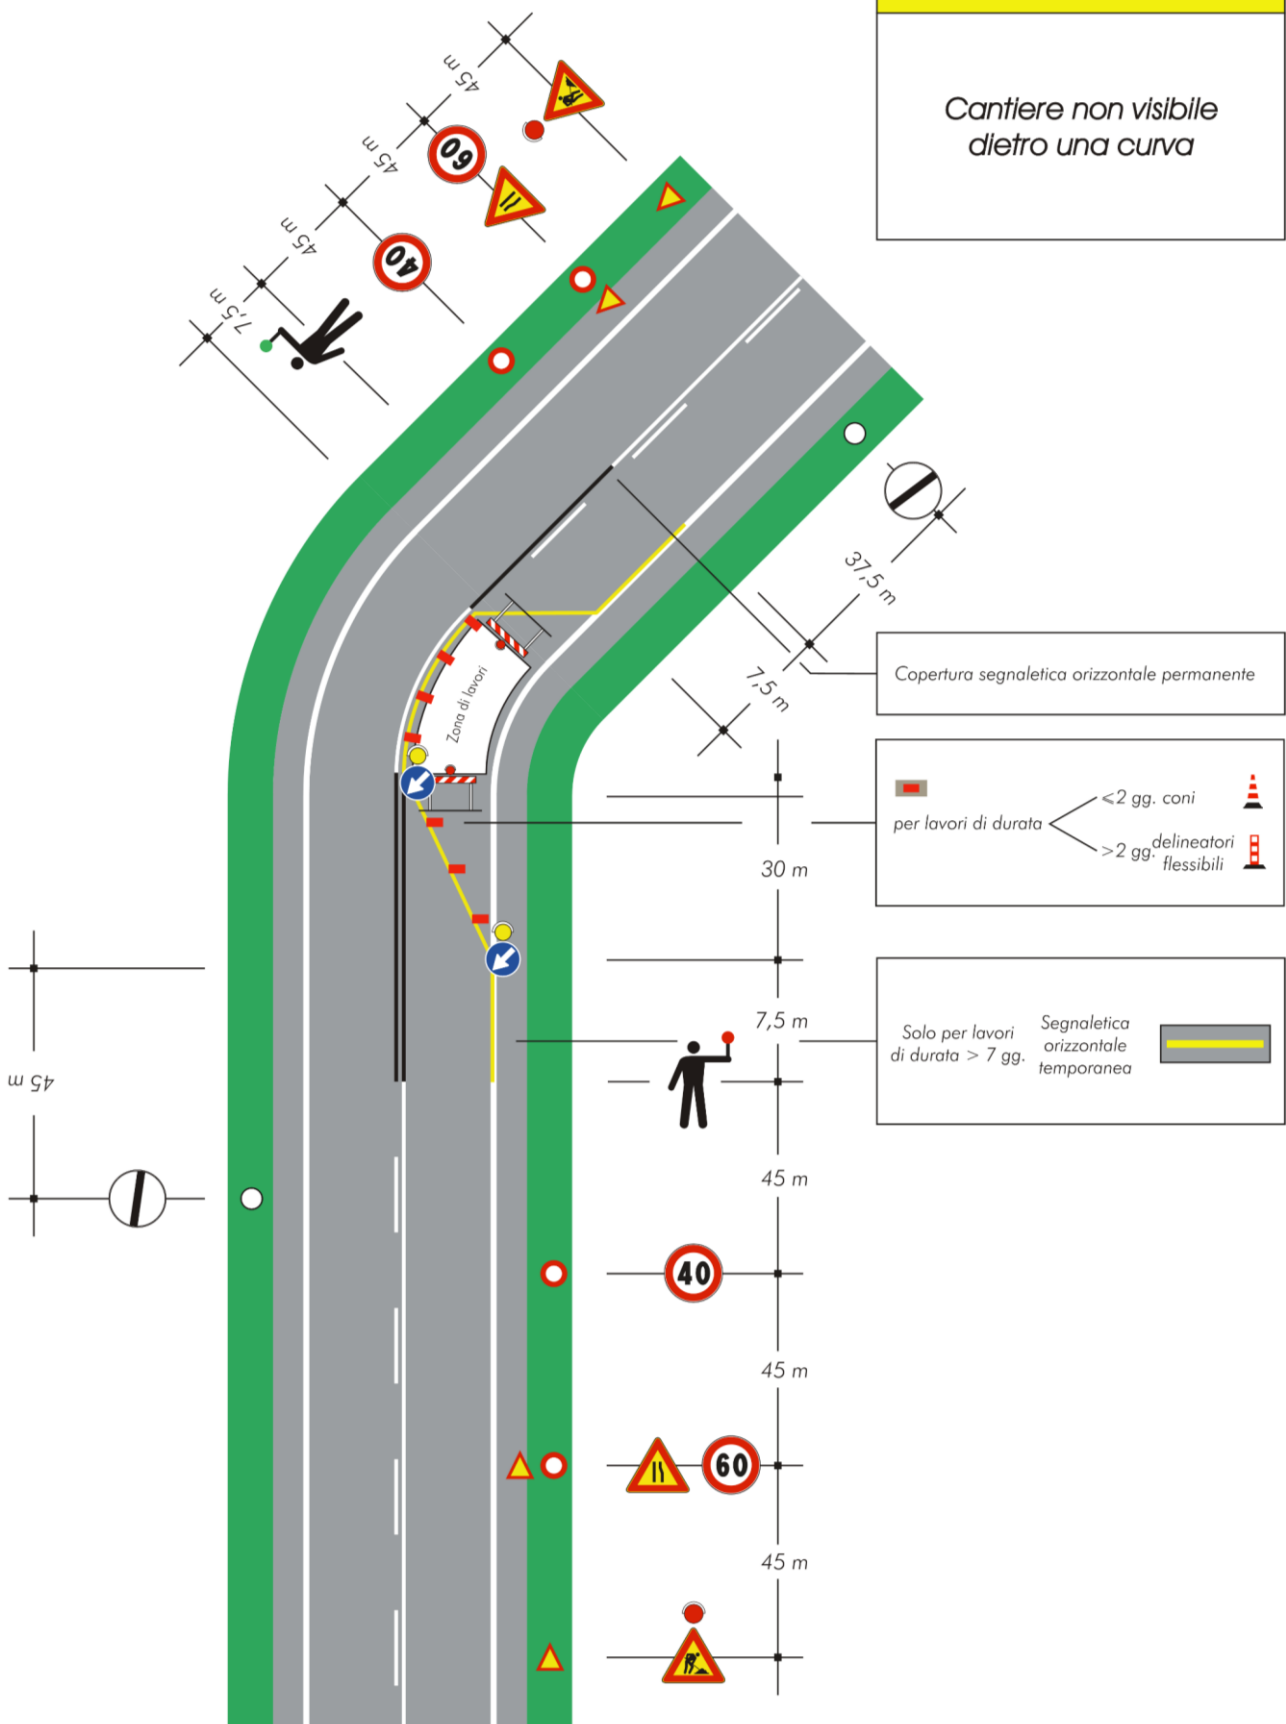 Cantiere non visibile
dietro una curva
45 m
60
45 m
40
45 m
7,5 m
37,5 m
7,5 m
Copertura segnaletica orizzontale permanente
Zona di lavori
per lavori di durata
<2 gg. coni
>2 gg. delineatori
flessibili
30 m
7,5 m
Solo per lavori
di durata > 7 gg.
Segnaletica
orizzontale
temporanea
45 m
45 m
40
45 m
60
45 m